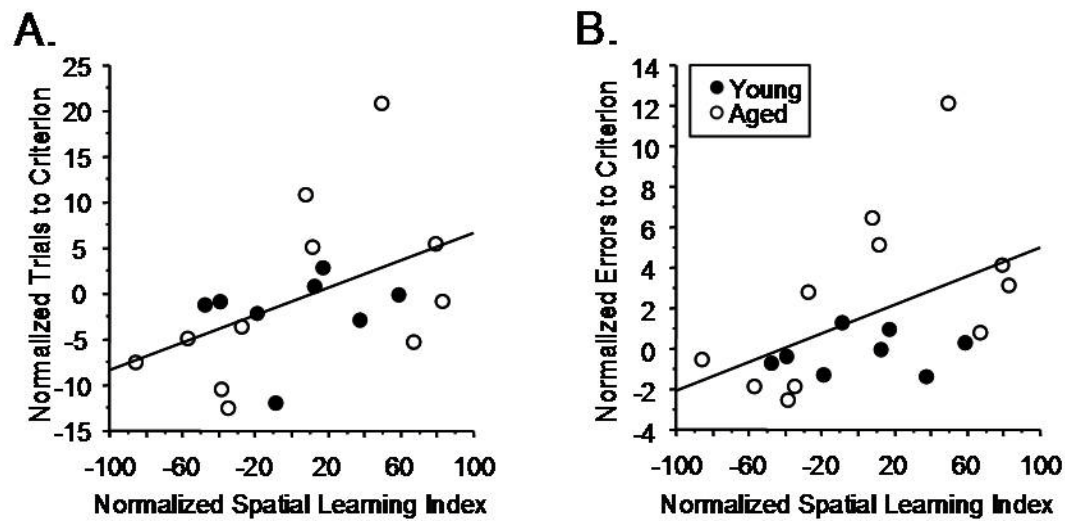 A.
Normalized Trials to Criterion
25
20
15
10
5
0
-5
-10
-15
-100 -60 -20 20 60 100
Normalized Spatial Learning Index
B.
Normalized Errors to Criterion
14
12
10
8
6
4
2
0
-2
-4
Young
Aged
-100 -60 -20 20 60 100
Normalized Spatial Learning Index